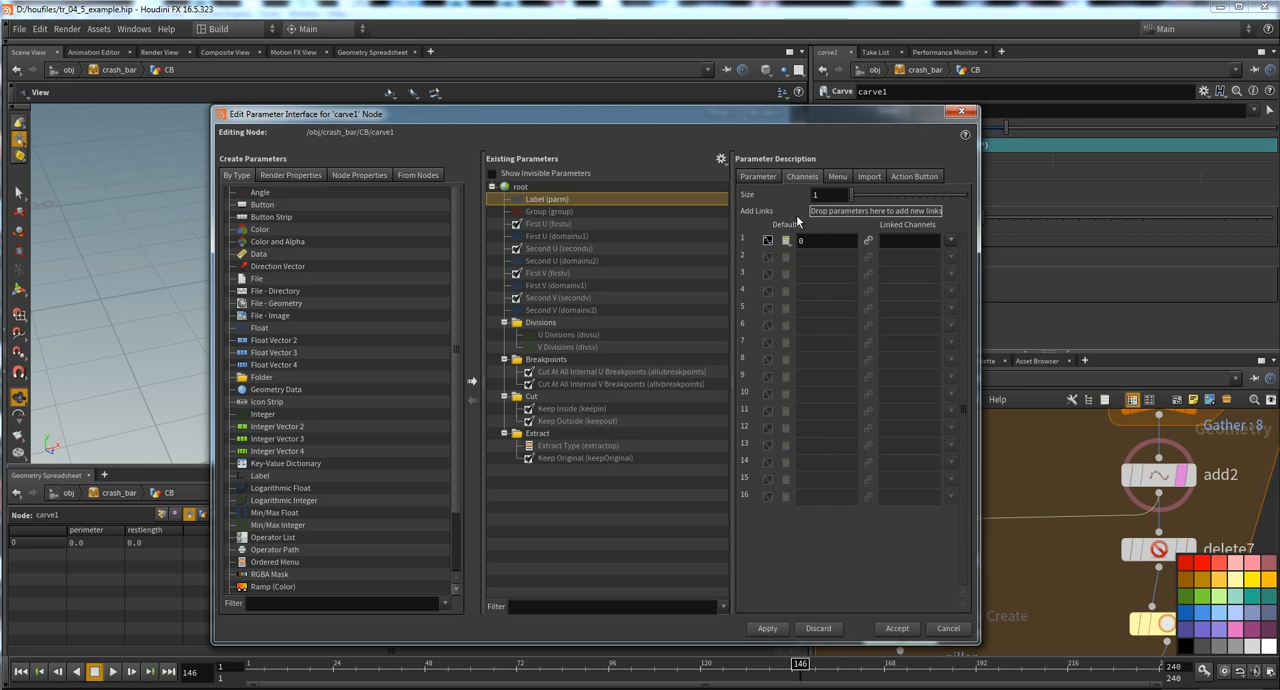 D:/houfiles/tr_04_5_example.hip - Houdini FX 16.5.323
File Edit Render Assets Windows Help Build Main Main
Scene View Animation Editor Render View Composite View Motion FX View Geometry Spreadsheet
carve1 Take List Performance Monitor
obj crash_bar CB
obj crash_bar CB
View
Carve carve1
Edit Parameter Interface for 'carve1' Node
Editing Node: /obj/crash_bar/CB/carve1
Create Parameters
By Type Render Properties Node Properties From Nodes
Angle
Button
Button Strip
Color
Color and Alpha
Data
Direction Vector
File
File - Directory
File - Geometry
File - Image
Float
Float Vector 2
Float Vector 3
Float Vector 4
Folder
Geometry Data
Icon Strip
Integer
Integer Vector 2
Integer Vector 3
Integer Vector 4
Key-Value Dictionary
Label
Logarithmic Float
Logarithmic Integer
Min/Max Float
Min/Max Integer
Operator List
Operator Path
Ordered Menu
RGBA Mask
Ramp (Color)
Filter
Existing Parameters
Show Invisible Parameters
root
Label (parm)
Group (group)
First U (firstu)
First U (domainu1)
Second U (secondu)
Second U (domainu2)
First V (firstv)
First V (domainv1)
Second V (secondv)
Second V (domainv2)
Divisions
U Divisions (divsu)
V Divisions (divsv)
Breakpoints
Cut At All Internal U Breakpoints (allubreakpoints)
Cut At All Internal V Breakpoints (allvbreakpoints)
Cut
Keep Inside (keepin)
Keep Outside (keepout)
Extract
Extract Type (extractop)
Keep Original (keepOriginal)
Filter
Parameter Description
Parameter Channels Menu Import Action Button
Size 1
Add Links Drop parameters here to add new links
Default Linked Channels
1 0
2
3
4
5
6
7
8
9
10
11
12
13
14
15
16
Apply Discard Accept Cancel
Asset Browser
Help
Gather : 8
Geometry
add2
delete7
Create
Geometry Spreadsheet
obj crash_bar CB
Node: carve1
perimeter restlength
0 0.0 0.0
146 1 1 24 48 72 96 120 146 168 192 216 2 240 240